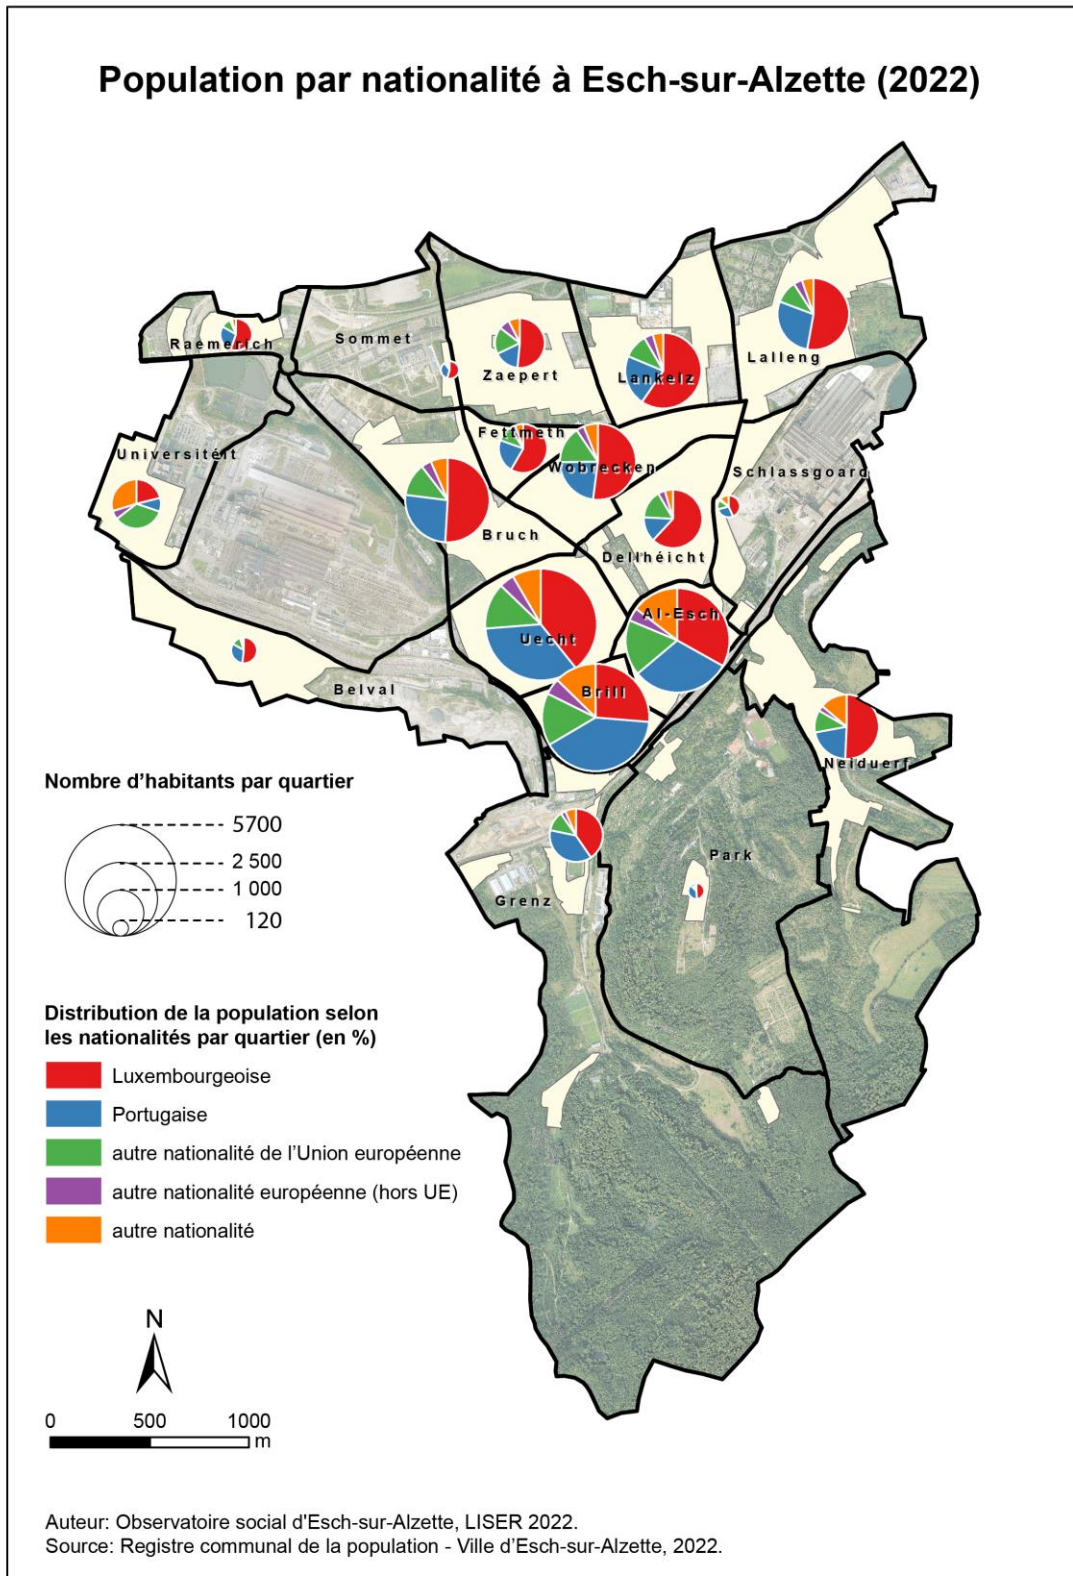 Population par nationalité à Esch-sur-Alzette (2022)
Raemerich
Sommet
Zaepert
Lankelz
Lalleng
Universitéit
Fettmeth
Wobrecken
Schlassgoard
Bruch
Dellhéicht
Uecht
Al-Esch
Belval
Brill
Neiduerf
Grenz
Park
Nombre d’habitants par quartier
5700
2 500
1 000
120
Distribution de la population selon
les nationalités par quartier (en %)
Luxembourgeoise
Portugaise
autre nationalité de l’Union européenne
autre nationalité européenne (hors UE)
autre nationalité
N
0 500 1000
m
Auteur: Observatoire social d'Esch-sur-Alzette, LISER 2022.
Source: Registre communal de la population - Ville d’Esch-sur-Alzette, 2022.